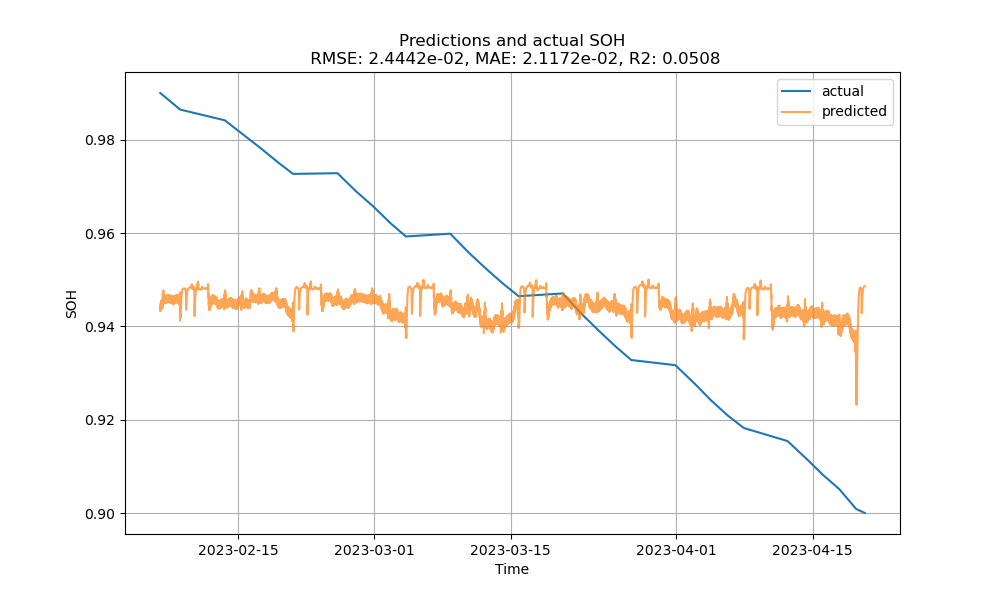 Predictions and actual SOH
RMSE: 2.4442e-02, MAE: 2.1172e-02, R2: 0.0508
actual
predicted
0.98
0.96
0.94
0.92
0.90
SOH
2023-02-15
2023-03-01
2023-03-15
2023-04-01
2023-04-15
Time